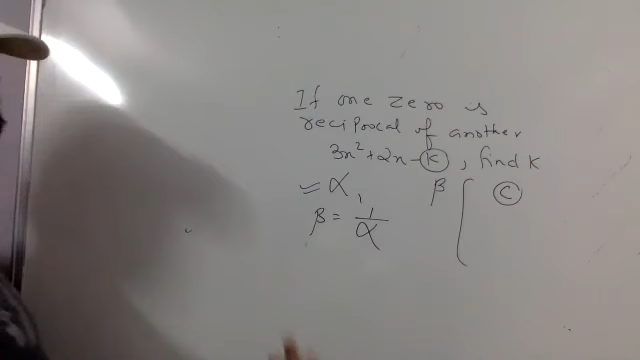 If one zero is
reciprocal of another
3x² + 2x - k , find k
= α, β
β = 1/α
c